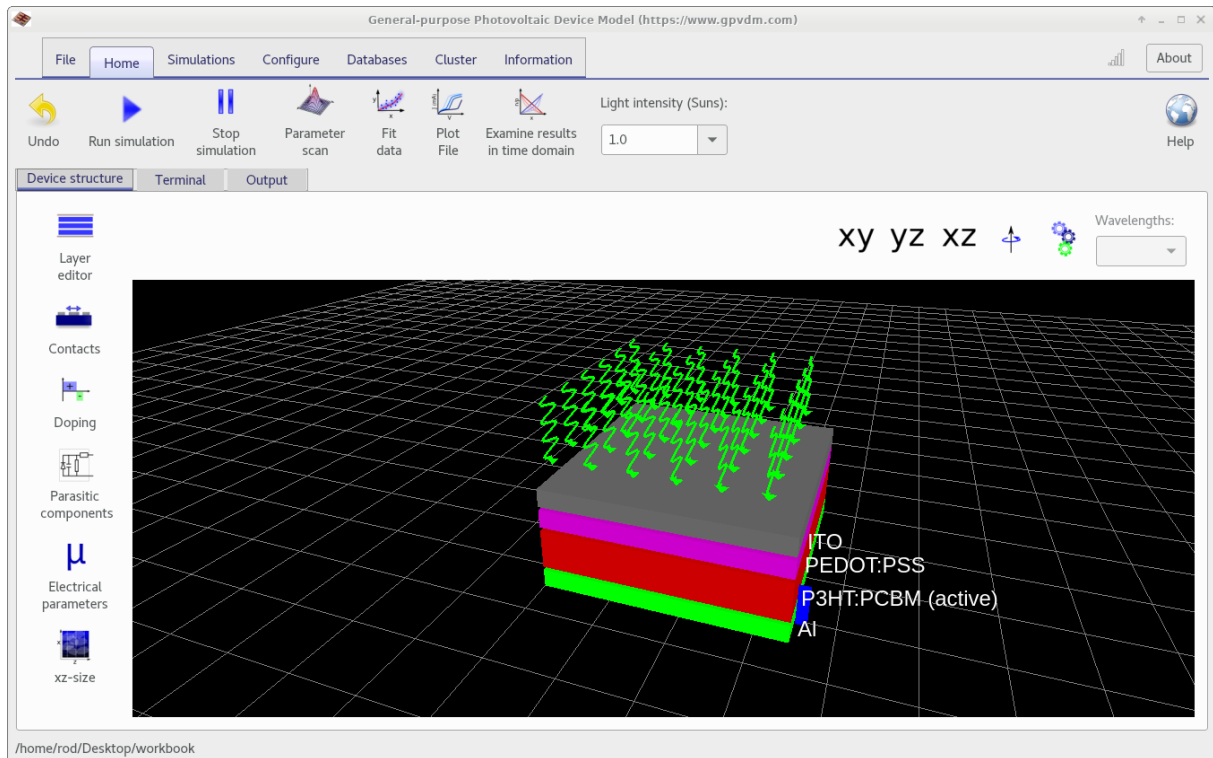 General-purpose Photovoltaic Device Model (https://www.gpvdm.com)
File Home Simulations Configure Databases Cluster Information About
Undo
Run simulation
Stop
simulation
Parameter
scan
Fit
data
Plot
File
Examine results
in time domain
Light intensity (Suns):
1.0
Help
Device structure Terminal Output
Layer
editor
Contacts
Doping
Parasitic
components
μ
Electrical
parameters
xz-size
xy yz xz
Wavelengths:
ITO
PEDOT:PSS
P3HT:PCBM (active)
Al
/home/rod/Desktop/workbook